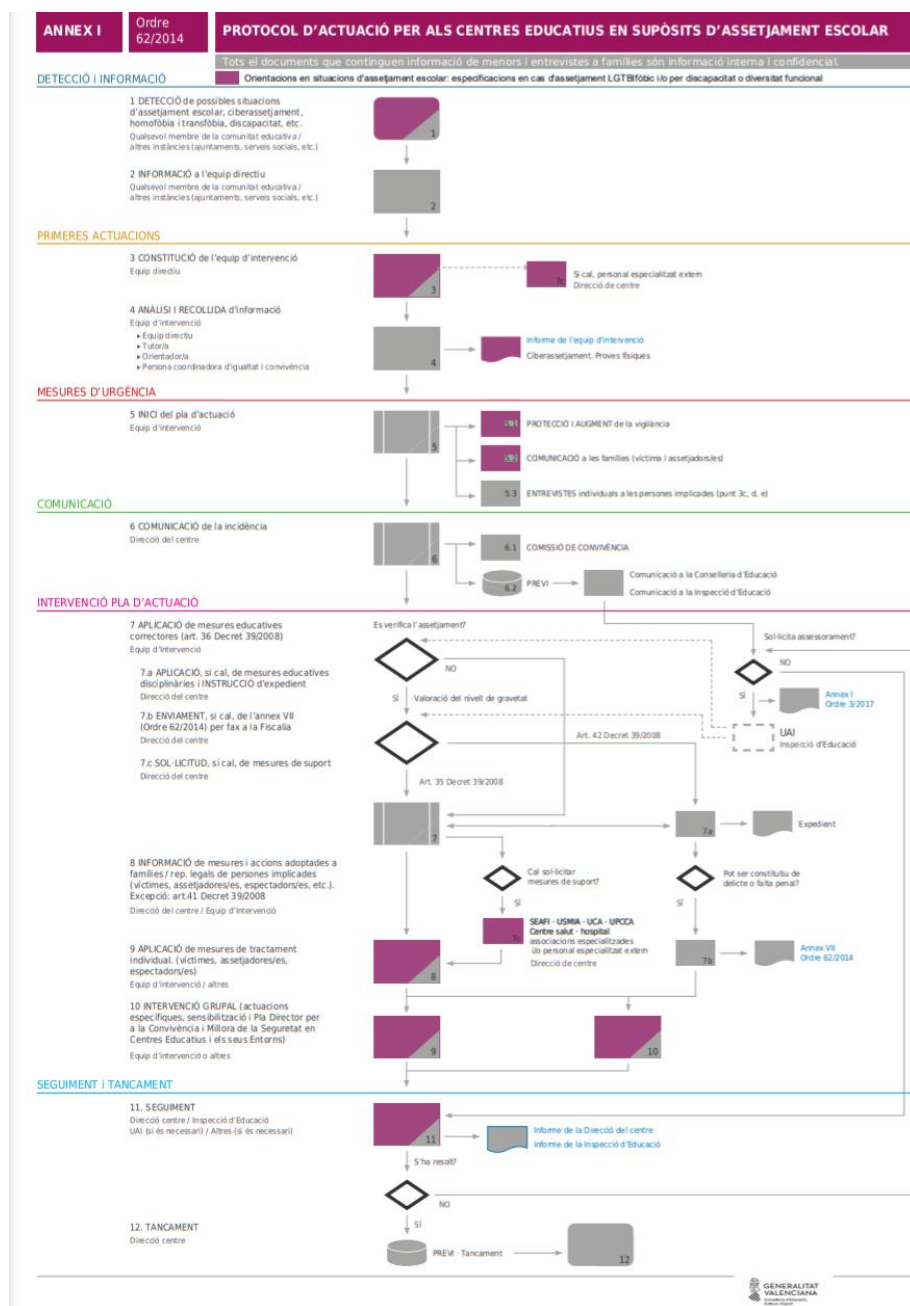 ANNEX I
Ordre
62/2014
PROTOCOL D'ACTUACIÓ PER ALS CENTRES EDUCATIUS EN SUPÒSITS D'ASSETJAMENT ESCOLAR
Tots el documents que continguen informació de menors i entrevistes a famílies són informació interna i confidencial.
DETECCIÓ i INFORMACIÓ
Orientacions en situacions d'assetjament escolar: especificacions en cas d'assetjament LGTBIfòbic i/o per discapacitat o diversitat funcional
1 DETECCIÓ de possibles situacions
d'assetjament escolar, ciberassetjament,
homofòbia i transfòbia, discapacitat, etc.
Qualsevol membre de la comunitat educativa /
altres instàncies (ajuntaments, serveis socials, etc.)
1
2 INFORMACIÓ a l'equip directiu
Qualsevol membre de la comunitat educativa /
altres instàncies (ajuntaments, serveis socials, etc.)
2
PRIMERES ACTUACIONS
3 CONSTITUCIÓ de l'equip d'intervenció
Equip directiu
3
Si cal, personal especialitzat extern
Direcció de centre
4 ANÀLISI I RECOLLIDA d'informació
Equip d'intervenció
▸ Equip directiu
▸ Tutor/a
▸ Orientador/a
▸ Persona coordinadora d'igualtat i convivència
4
Informe de l'equip d'intervenció
Ciberassetjament. Proves físiques
MESURES D'URGÈNCIA
5 INICI del pla d'actuació
Equip d'intervenció
5
5.1 PROTECCIÓ I AUGMENT de la vigilància
5.2 COMUNICACIÓ a les famílies (víctima i assetjadors/es)
5.3 ENTREVISTES individuals a les persones implicades (punt 3c, d, e)
COMUNICACIÓ
6 COMUNICACIÓ de la incidència
Direcció del centre
6
6.1 COMISSIÓ DE CONVIVÈNCIA
6.2 PREVI
Comunicació a la Conselleria d'Educació
Comunicació a la Inspecció d'Educació
INTERVENCIÓ PLA D'ACTUACIÓ
7 APLICACIÓ de mesures educatives
correctores (art. 36 Decret 39/2008)
Equip d'intervenció
7.a APLICACIÓ, si cal, de mesures educatives
disciplinàries i INSTRUCCIÓ d'expedient
Direcció del centre
7.b ENVIAMENT, si cal, de l'annex VII
(Ordre 62/2014) per fax a la Fiscalia
Direcció del centre
7.c SOL·LICITUD, si cal, de mesures de suport
Direcció del centre
Es verifica l'assetjament?
NO
SÍ
Valoració del nivell de gravetat
Art. 42 Decret 39/2008
Art. 35 Decret 39/2008
Sol·licita assessorament?
NO
SÍ
Annex I
Ordre 3/2017
UAI
Inspecció d'Educació
7
7a
Expedient
8 INFORMACIÓ de mesures i accions adoptades a
famílies / rep. legals de persones implicades
(víctimes, assetjadores/es, espectadors/es, etc.).
Excepció: art.41 Decret 39/2008
Direcció del centre / Equip d'Intervenció
Cal sol·licitar
mesures de suport?
SÍ
Pot ser constitutiu de
delicte o falta penal?
SÍ
SEAFI - USMIA - UCA - UPCCA
Centre salut - hospital
associacions especialitzades
i/o personal especialitzat extern
Direcció de centre
7b
Annex VII
Ordre 62/2014
9 APLICACIÓ de mesures de tractament
individual. (víctimes, assetjadores/es,
espectadors/es)
Equip d'intervenció / altres
8
10 INTERVENCIÓ GRUPAL (actuacions
específiques, sensibilització i Pla Director per
a la Convivència i Millora de la Seguretat en
Centres Educatius i els seus Entorns)
Equip d'intervenció o altres
9
10
SEGUIMENT i TANCAMENT
11. SEGUIMENT
Direcció centre / Inspecció d'Educació
UAI (si és necessari) / Altres (si és necessari)
11
Informe de la Direcció del centre
Informe de la Inspecció d'Educació
S'ha resolt?
NO
SÍ
12. TANCAMENT
Direcció centre
PREVI - Tancament
12
GENERALITAT
VALENCIANA